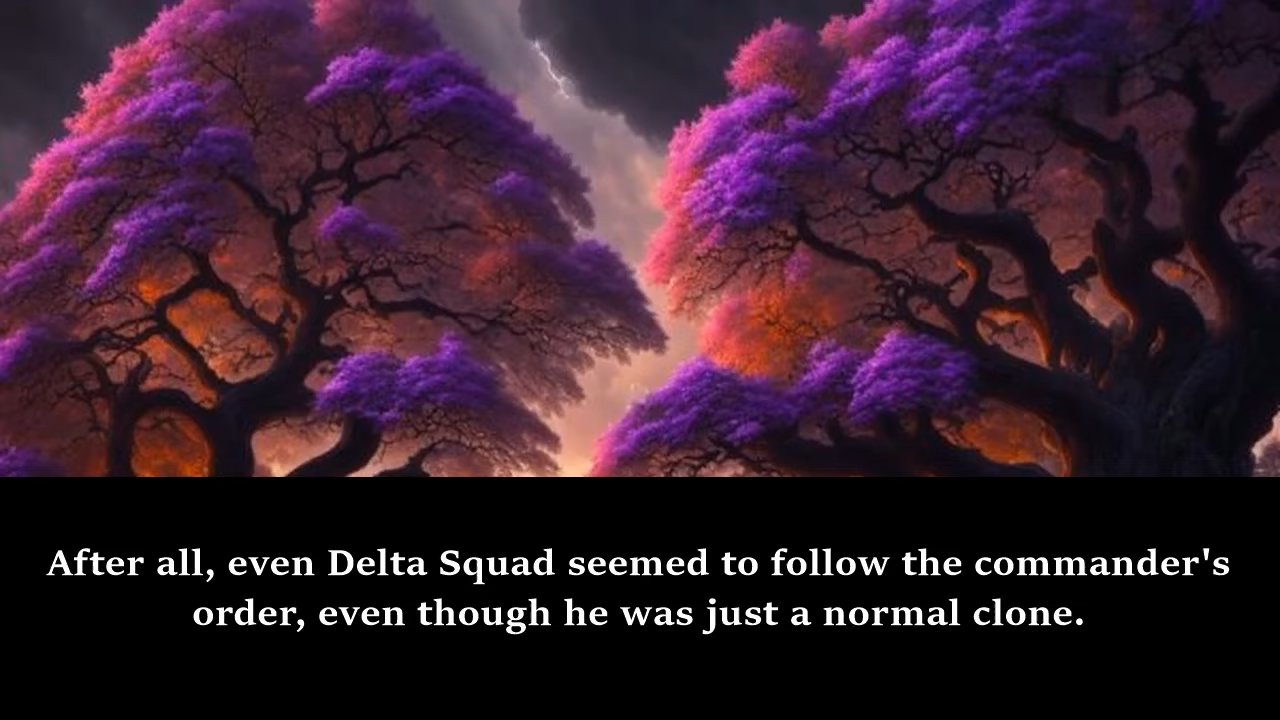 After all, even Delta Squad seemed to follow the commander's
order, even though he was just a normal clone.